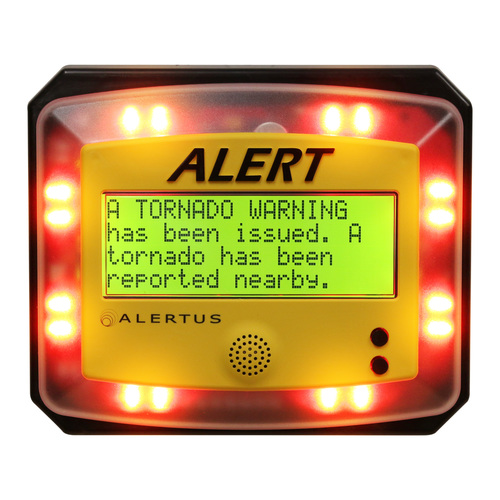 ALERT
A TORNADO WARNING
has been issued. A
tornado has been
reported nearby.
ALERTUS